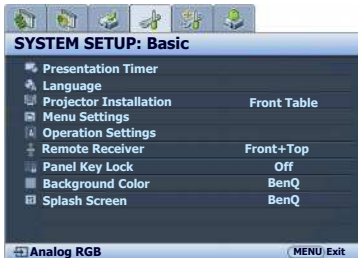 SYSTEM SETUP: Basic
Presentation Timer
Language
Projector Installation Front Table
Menu Settings
Operation Settings
Remote Receiver Front+Top
Panel Key Lock Off
Background Color BenQ
Splash Screen BenQ
Analog RGB MENU Exit